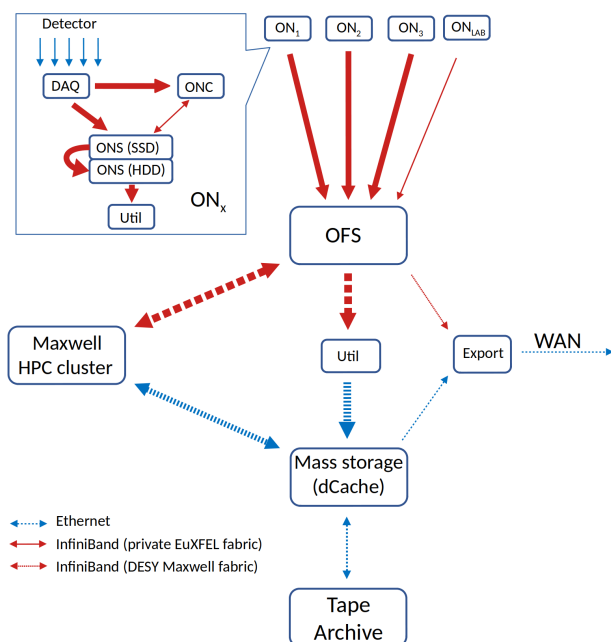 Detector
DAQ
ONC
ONS (SSD)
ONS (HDD)
Util
ONx
ON1
ON2
ON3
ONLAB
OFS
Maxwell
HPC cluster
Util
Export
WAN
Mass storage
(dCache)
Ethernet
InfiniBand (private EuXFEL fabric)
InfiniBand (DESY Maxwell fabric)
Tape
Archive